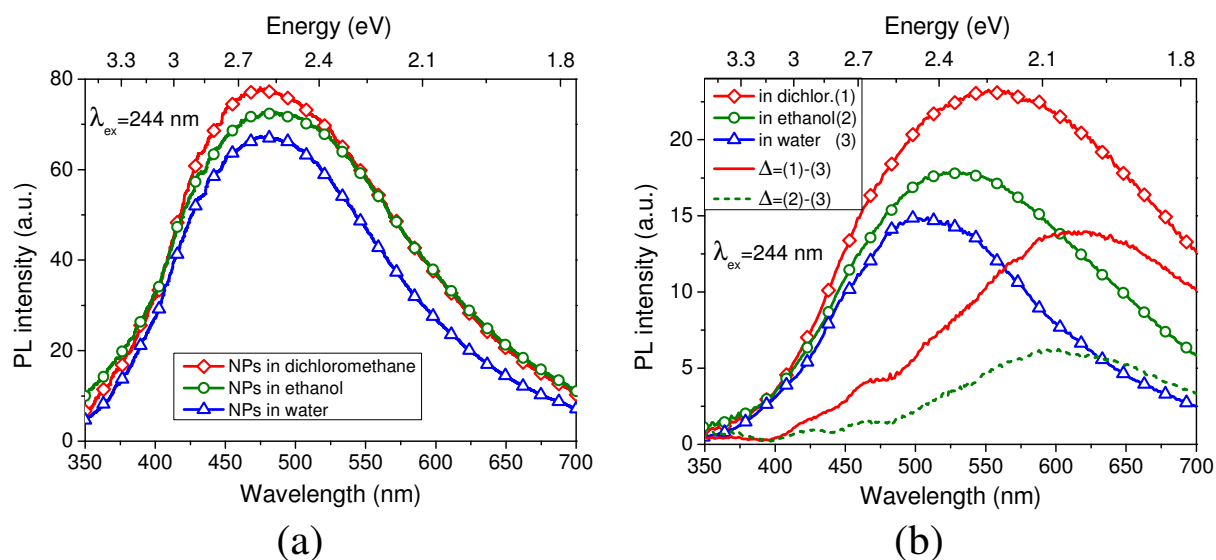 Energy (eV)
3.3 3 2.7 2.4 2.1 1.8
80
60
40
20
0
PL intensity (a.u.)
λex=244 nm
NPs in dichloromethane
NPs in ethanol
NPs in water
350 400 450 500 550 600 650 700
Wavelength (nm)
(a)
Energy (eV)
3.3 3 2.7 2.4 2.1 1.8
20
15
10
5
0
PL intensity (a.u.)
in dichlor.(1)
in ethanol(2)
in water (3)
Δ=(1)-(3)
Δ=(2)-(3)
λex=244 nm
350 400 450 500 550 600 650 700
Wavelength (nm)
(b)